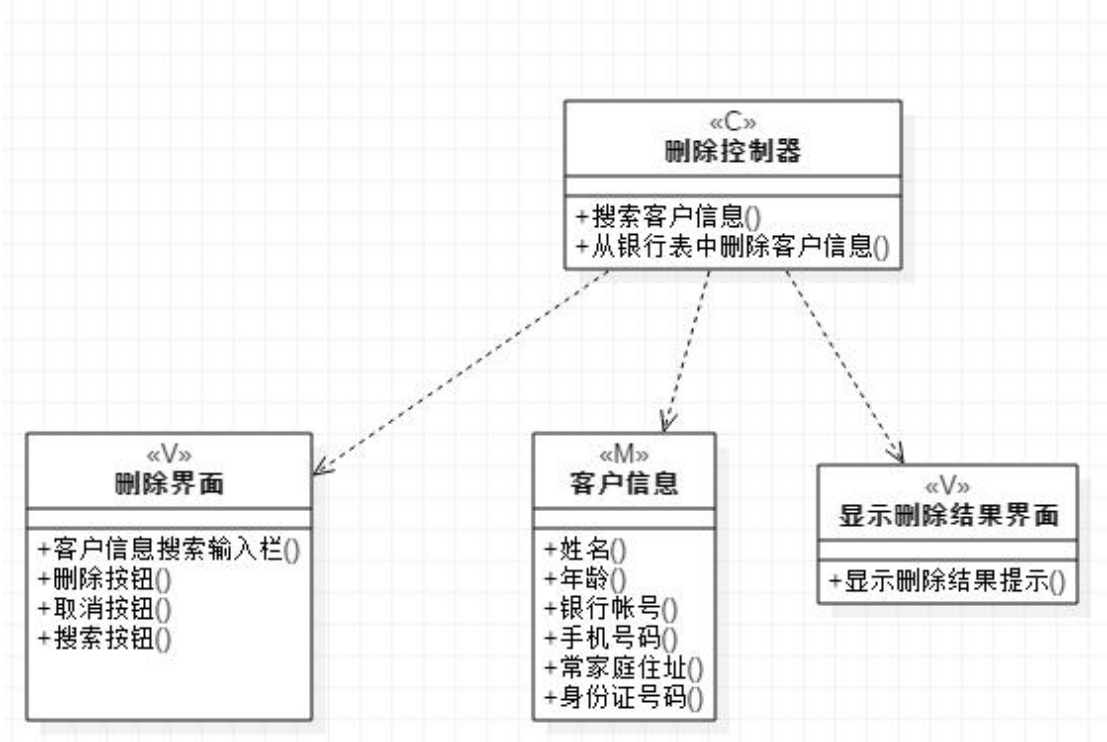 «C»
删除控制器
+搜索客户信息()
+从银行表中删除客户信息()
«V»
删除界面
+客户信息搜索输入栏()
+删除按钮()
+取消按钮()
+搜索按钮()
«M»
客户信息
+姓名()
+年龄()
+银行帐号()
+手机号码()
+常家庭住址()
+身份证号码()
«V»
显示删除结果界面
+显示删除结果提示()